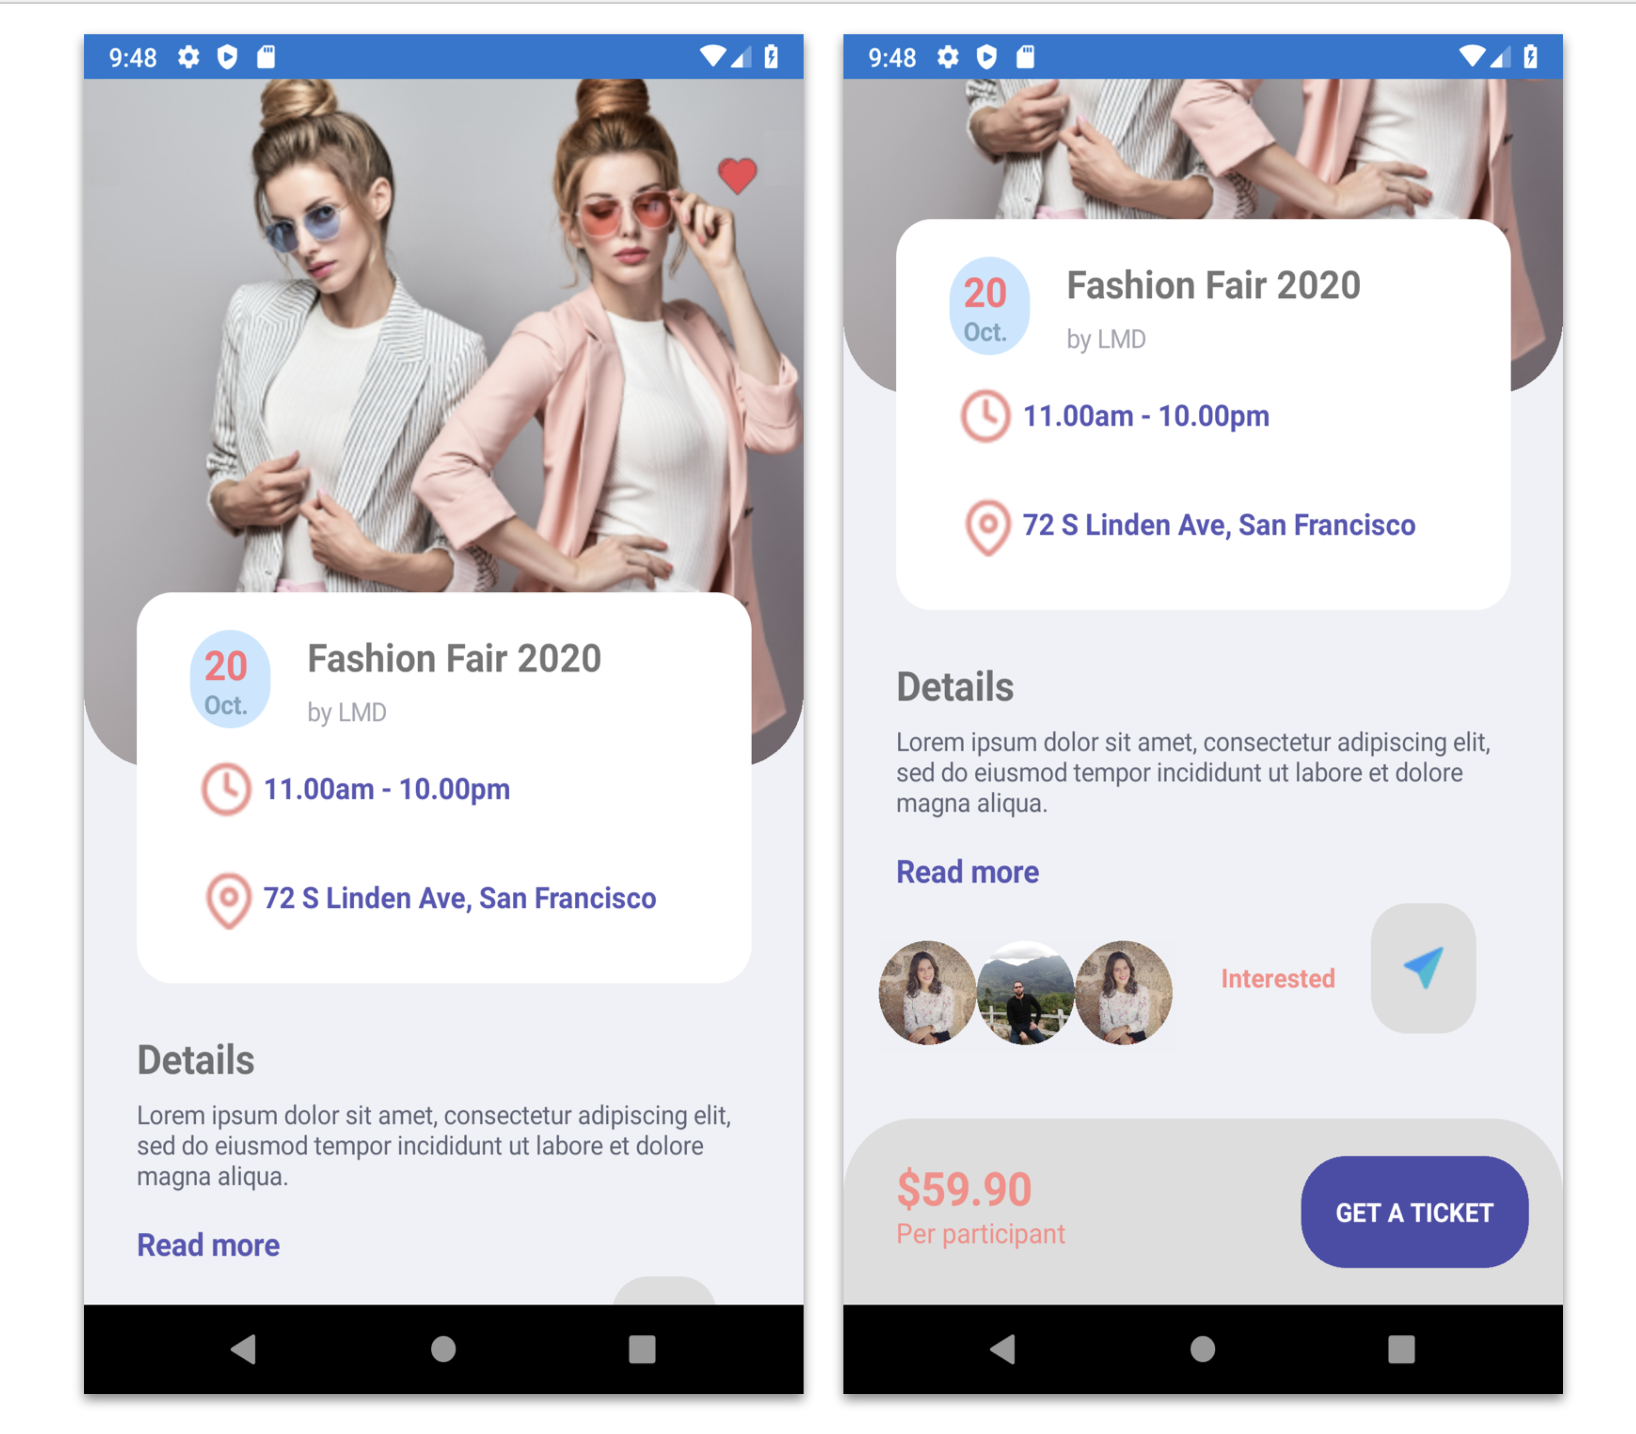 9:48
20
Oct.
Fashion Fair 2020
by LMD
11.00am - 10.00pm
72 S Linden Ave, San Francisco
Details
Lorem ipsum dolor sit amet, consectetur adipiscing elit,
sed do eiusmod tempor incididunt ut labore et dolore
magna aliqua.
Read more
9:48
20
Oct.
Fashion Fair 2020
by LMD
11.00am - 10.00pm
72 S Linden Ave, San Francisco
Details
Lorem ipsum dolor sit amet, consectetur adipiscing elit,
sed do eiusmod tempor incididunt ut labore et dolore
magna aliqua.
Read more
Interested
$59.90
Per participant
GET A TICKET